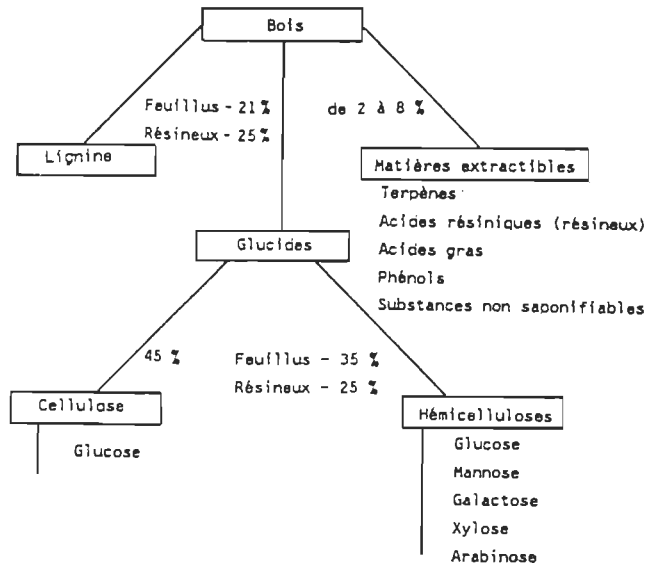 Bois
Feuillus - 21 %
Résineux - 25 %
de 2 à 8 %
Lignine
Matières extractibles
Terpènes
Acides résiniques (résineux)
Acides gras
Phénols
Substances non saponifiables
Glucides
45 %
Feuillus - 35 %
Résineux - 25 %
Cellulose
Glucose
Hémicelluloses
Glucose
Mannose
Galactose
Xylose
Arabinose